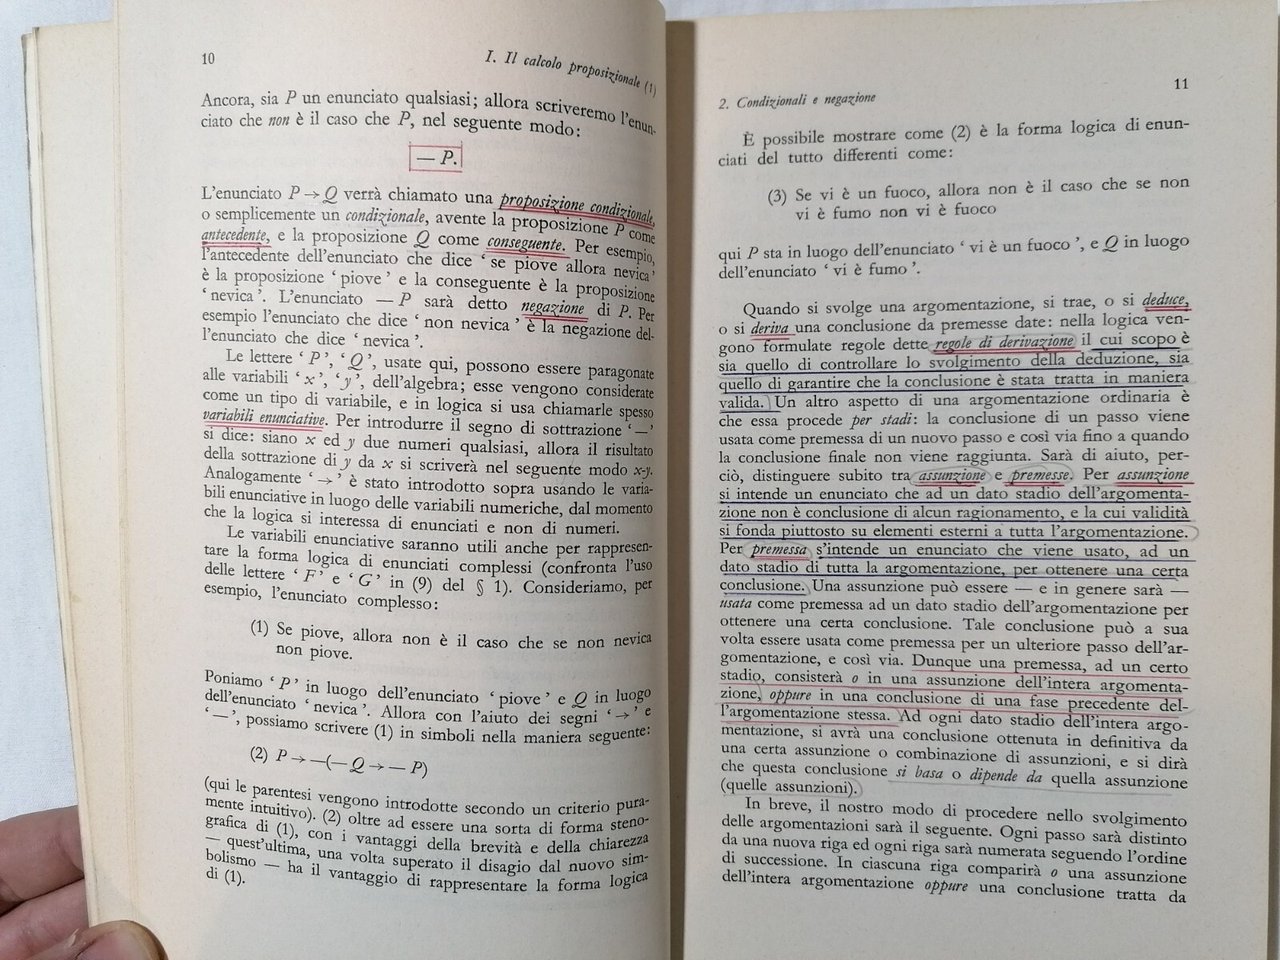 10
I. Il calcolo proposizionale (1)
Ancora, sia P un enunciato qualsiasi; allora scriveremo l'enun-
ciato che non è il caso che P, nel seguente modo:
— P.
L'enunciato P → Q verrà chiamato una proposizione condizionale,
o semplicemente un condizionale, avente la proposizione P come
antecedente, e la proposizione Q come conseguente. Per esempio,
l'antecedente dell'enunciato che dice ' se piove allora nevica '
è la proposizione ' piove ' e la conseguente è la proposizione
' nevica '. L'enunciato — P sarà detto negazione di P. Per
esempio l'enunciato che dice ' non nevica ' è la negazione del-
l'enunciato che dice ' nevica '.
Le lettere ' P ', ' Q ', usate qui, possono essere paragonate
alle variabili ' x ', ' y ', dell'algebra; esse vengono considerate
come un tipo di variabile, e in logica si usa chiamarle spesso
variabili enunciative. Per introdurre il segno di sottrazione ' — '
si dice: siano x ed y due numeri qualsiasi, allora il risultato
della sottrazione di y da x si scriverà nel seguente modo x-y.
Analogamente ' → ' è stato introdotto sopra usando le varia-
bili enunciative in luogo delle variabili numeriche, dal momento
che la logica si interessa di enunciati e non di numeri.
Le variabili enunciative saranno utili anche per rappresen-
tare la forma logica di enunciati complessi (confronta l'uso
delle lettere ' F ' e ' G ' in (9) del § 1). Consideriamo, per
esempio, l'enunciato complesso:
(1) Se piove, allora non è il caso che se non nevica
non piove.
Poniamo ' P ' in luogo dell'enunciato ' piove ' e Q in luogo
dell'enunciato ' nevica '. Allora con l'aiuto dei segni ' → ' e
' — ', possiamo scrivere (1) in simboli nella maniera seguente:
(2) P → —(— Q → — P)
(qui le parentesi vengono introdotte secondo un criterio pura-
mente intuitivo). (2) oltre ad essere una sorta di forma steno-
grafica di (1), con i vantaggi della brevità e della chiarezza
— quest'ultima, una volta superato il disagio dal nuovo sim-
bolismo — ha il vantaggio di rappresentare la forma logica
di (1).
2. Condizionali e negazione
11
È possibile mostrare come (2) è la forma logica di enun-
ciati del tutto differenti come:
(3) Se vi è un fuoco, allora non è il caso che se non
vi è fumo non vi è fuoco
qui P sta in luogo dell'enunciato ' vi è un fuoco ', e Q in luogo
dell'enunciato ' vi è fumo '.
Quando si svolge una argomentazione, si trae, o si deduce,
o si deriva una conclusione da premesse date: nella logica ven-
gono formulate regole dette regole di derivazione il cui scopo è
sia quello di controllare lo svolgimento della deduzione, sia
quello di garantire che la conclusione è stata tratta in maniera
valida. Un altro aspetto di una argomentazione ordinaria è
che essa procede per stadi: la conclusione di un passo viene
usata come premessa di un nuovo passo e così via fino a quando
la conclusione finale non viene raggiunta. Sarà di aiuto, per-
ciò, distinguere subito tra assunzione e premesse. Per assunzione
si intende un enunciato che ad un dato stadio dell'argomenta-
zione non è conclusione di alcun ragionamento, e la cui validità
si fonda piuttosto su elementi esterni a tutta l'argomentazione.
Per premessa s'intende un enunciato che viene usato, ad un
dato stadio di tutta la argomentazione, per ottenere una certa
conclusione. Una assunzione può essere — e in genere sarà —
usata come premessa ad un dato stadio dell'argomentazione per
ottenere una certa conclusione. Tale conclusione può a sua
volta essere usata come premessa per un ulteriore passo dell'ar-
gomentazione, e così via. Dunque una premessa, ad un certo
stadio, consisterà o in una assunzione dell'intera argomenta-
zione, oppure in una conclusione di una fase precedente del-
l'argomentazione stessa. Ad ogni dato stadio dell'intera argo-
mentazione, si avrà una conclusione ottenuta in definitiva da
una certa assunzione o combinazione di assunzioni, e si dirà
che questa conclusione si basa o dipende da quella assunzione
(quelle assunzioni).
In breve, il nostro modo di procedere nello svolgimento
delle argomentazioni sarà il seguente. Ogni passo sarà distinto
da una nuova riga ed ogni riga sarà numerata seguendo l'ordine
di successione. In ciascuna riga comparirà o una assunzione
dell'intera argomentazione oppure una conclusione tratta da